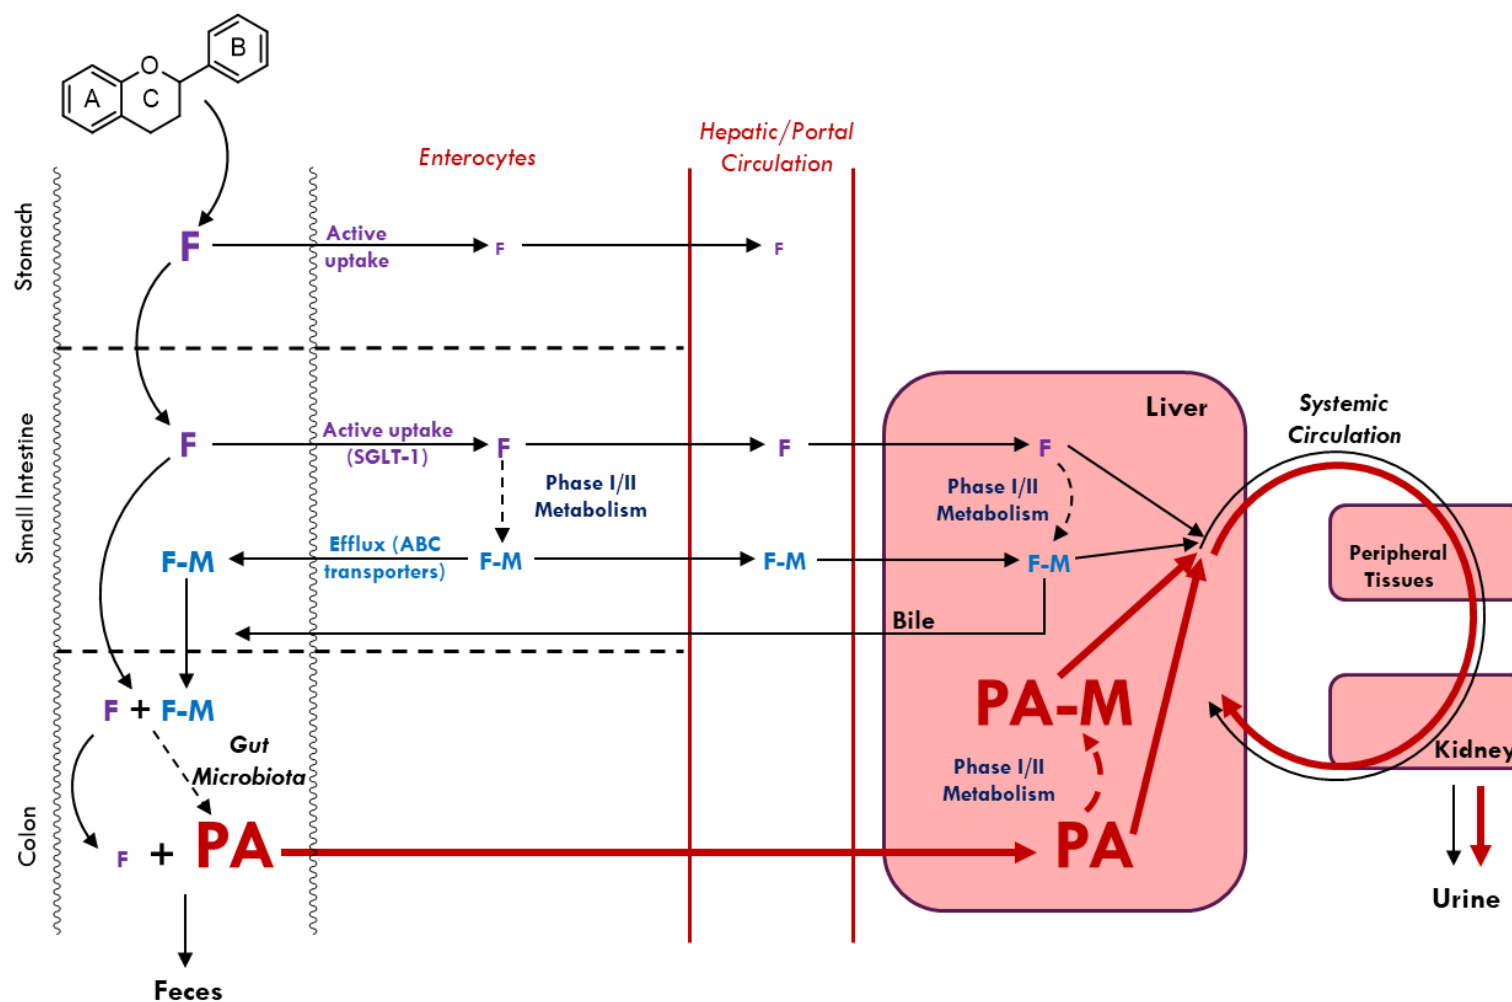 B
O
A
C
Hepatic/Portal
Circulation
Enterocytes
Stomach
F
Active
uptake
F
F
Small Intestine
Liver
Systemic
Circulation
F
Active uptake
(SGLT-1)
F
F
F
Phase I/II
Metabolism
Phase I/II
Metabolism
F-M
Efflux (ABC
transporters)
F-M
F-M
F-M
Peripheral
Tissues
Bile
Colon
F + F-M
PA-M
Gut
Microbiota
Phase I/II
Metabolism
Kidney
F + PA
PA
Urine
Feces